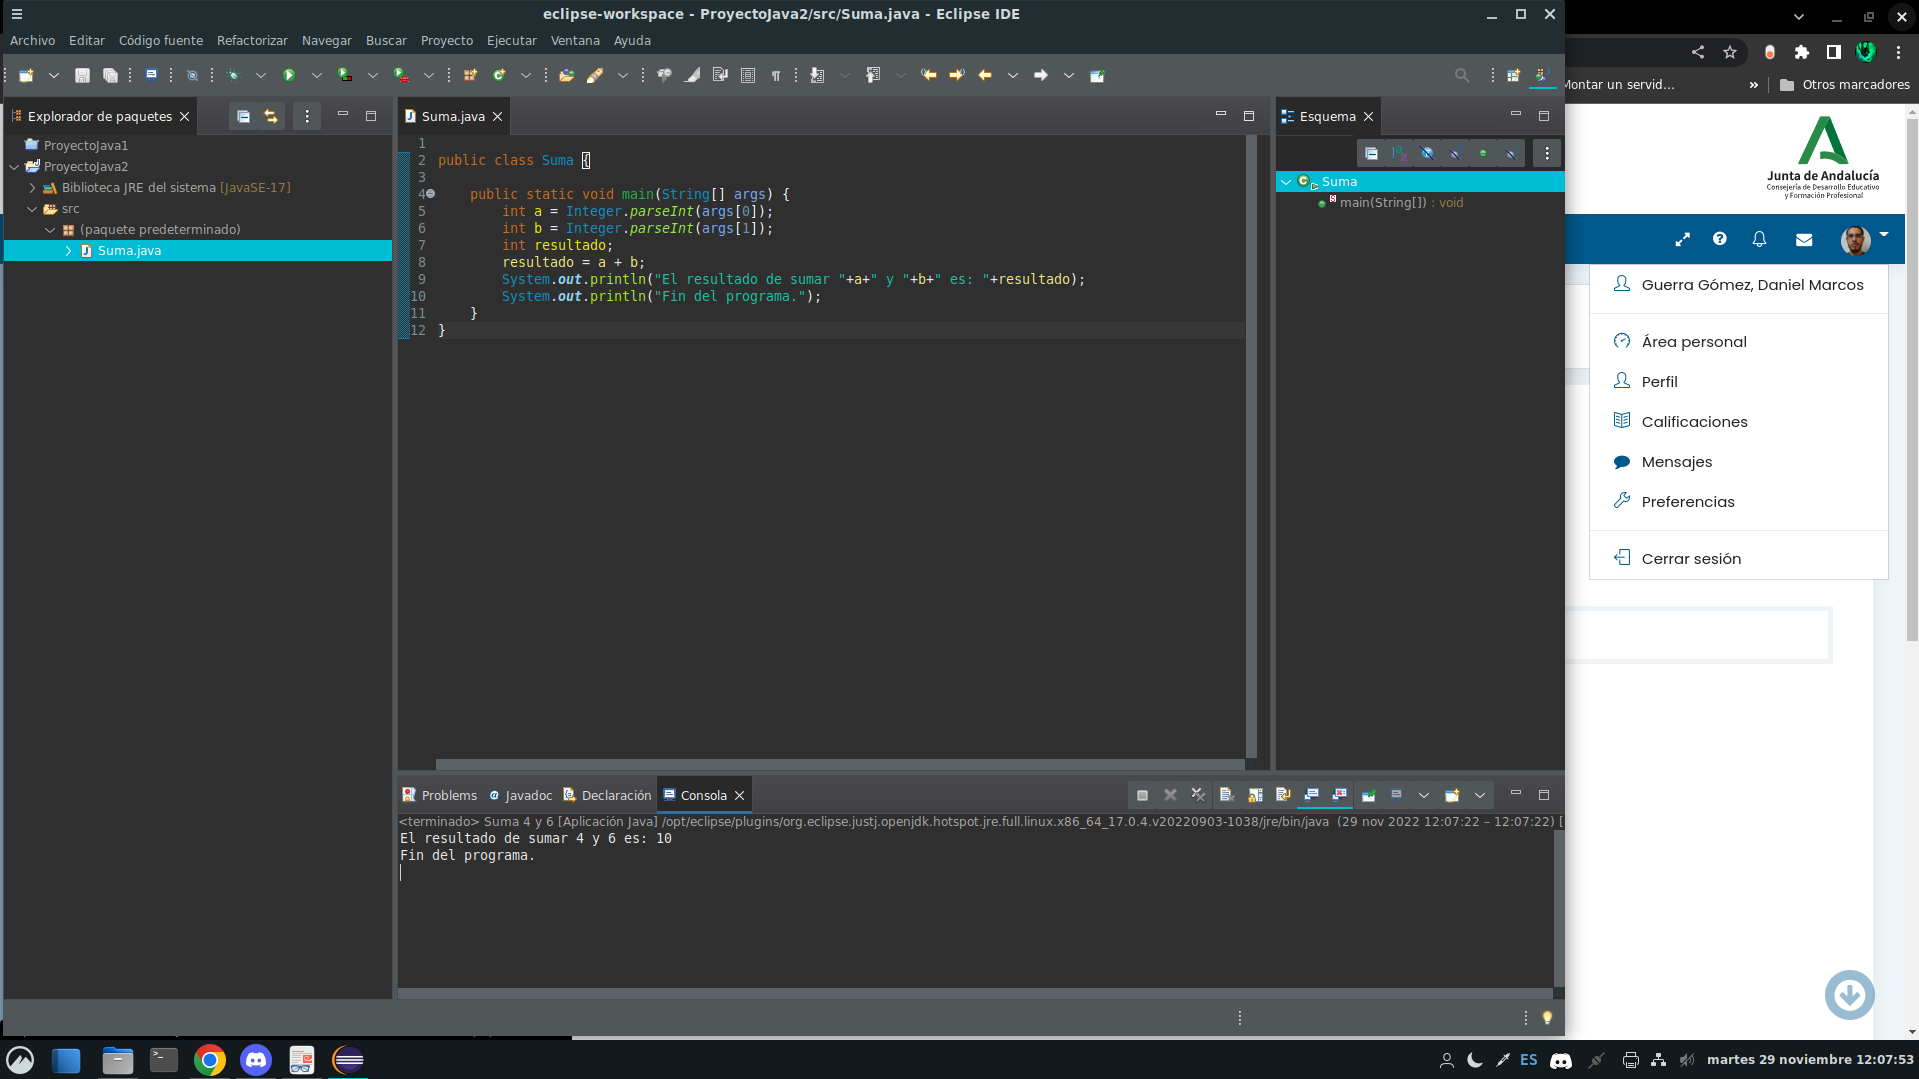 eclipse-workspace - ProyectoJava2/src/Suma.java - Eclipse IDE
Archivo Editar Código fuente Refactorizar Navegar Buscar Proyecto Ejecutar Ventana Ayuda
Explorador de paquetes
ProyectoJava1
ProyectoJava2
Biblioteca JRE del sistema [JavaSE-17]
src
(paquete predeterminado)
Suma.java
Suma.java
1
2 public class Suma {
3
4     public static void main(String[] args) {
5         int a = Integer.parseInt(args[0]);
6         int b = Integer.parseInt(args[1]);
7         int resultado;
8         resultado = a + b;
9         System.out.println("El resultado de sumar "+a+" y "+b+" es: "+resultado);
10         System.out.println("Fin del programa.");
11     }
12 }
Esquema
Suma
main(String[]) : void
Problems Javadoc Declaración Consola
<terminado> Suma 4 y 6 [Aplicación Java] /opt/eclipse/plugins/org.eclipse.justj.openjdk.hotspot.jre.full.linux.x86_64_17.0.4.v20220903-1038/jre/bin/java (29 nov 2022 12:07:22 – 12:07:22) [
El resultado de sumar 4 y 6 es: 10
Fin del programa.
Montar un servid... » Otros marcadores
Junta de Andalucía
Consejería de Desarrollo Educativo
y Formación Profesional
Guerra Gómez, Daniel Marcos
Área personal
Perfil
Calificaciones
Mensajes
Preferencias
Cerrar sesión
ES
martes 29 noviembre 12:07:53